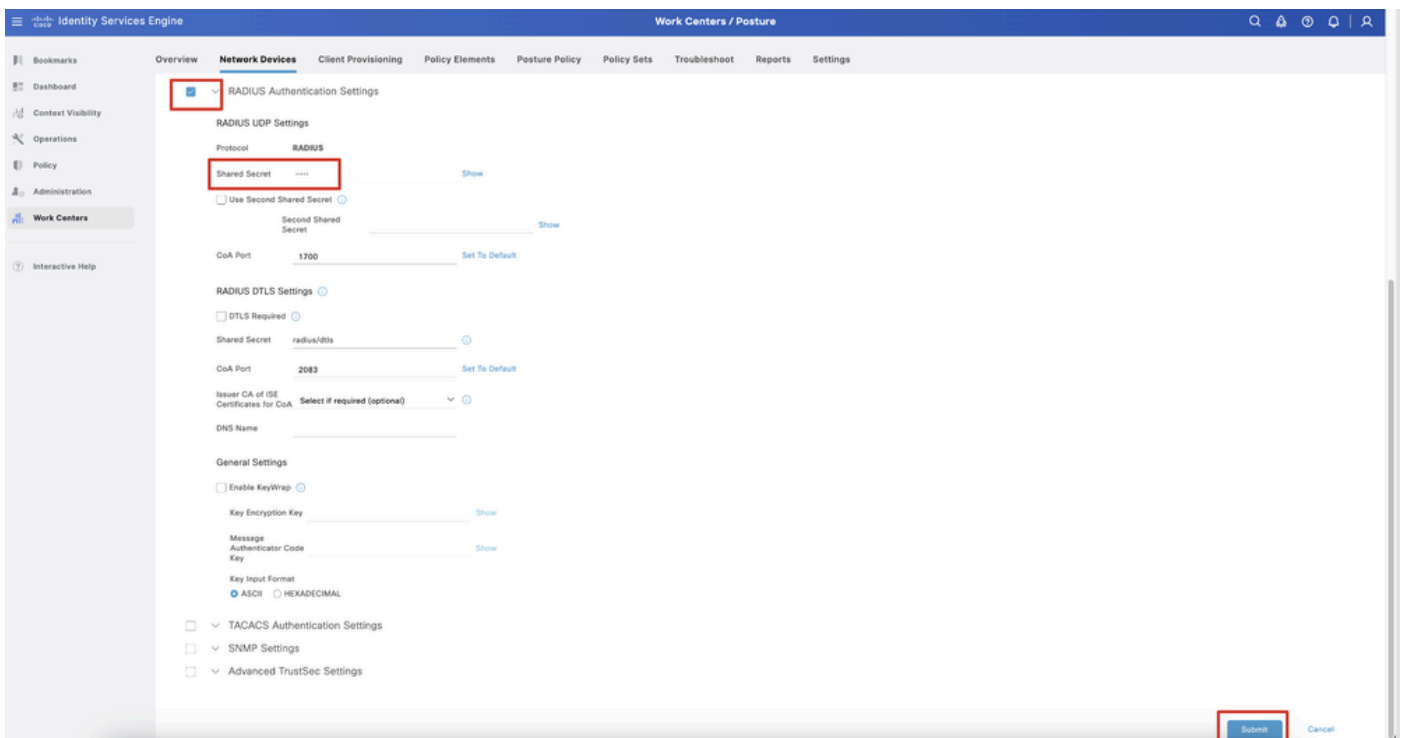 cisco Identity Services Engine
Work Centers / Posture
Bookmarks
Dashboard
Context Visibility
Operations
Policy
Administration
Work Centers
Interactive Help
Overview Network Devices Client Provisioning Policy Elements Posture Policy Policy Sets Troubleshoot Reports Settings
RADIUS Authentication Settings
RADIUS UDP Settings
Protocol RADIUS
Shared Secret ····· Show
Use Second Shared Secret
Second Shared
Secret
Show
CoA Port 1700 Set To Default
RADIUS DTLS Settings
DTLS Required
Shared Secret radius/dtls
CoA Port 2083 Set To Default
Issuer CA of ISE
Certificates for CoA Select if required (optional)
DNS Name
General Settings
Enable KeyWrap
Key Encryption Key Show
Message
Authenticator Code Show
Key
Key Input Format
ASCII HEXADECIMAL
TACACS Authentication Settings
SNMP Settings
Advanced TrustSec Settings
Submit Cancel